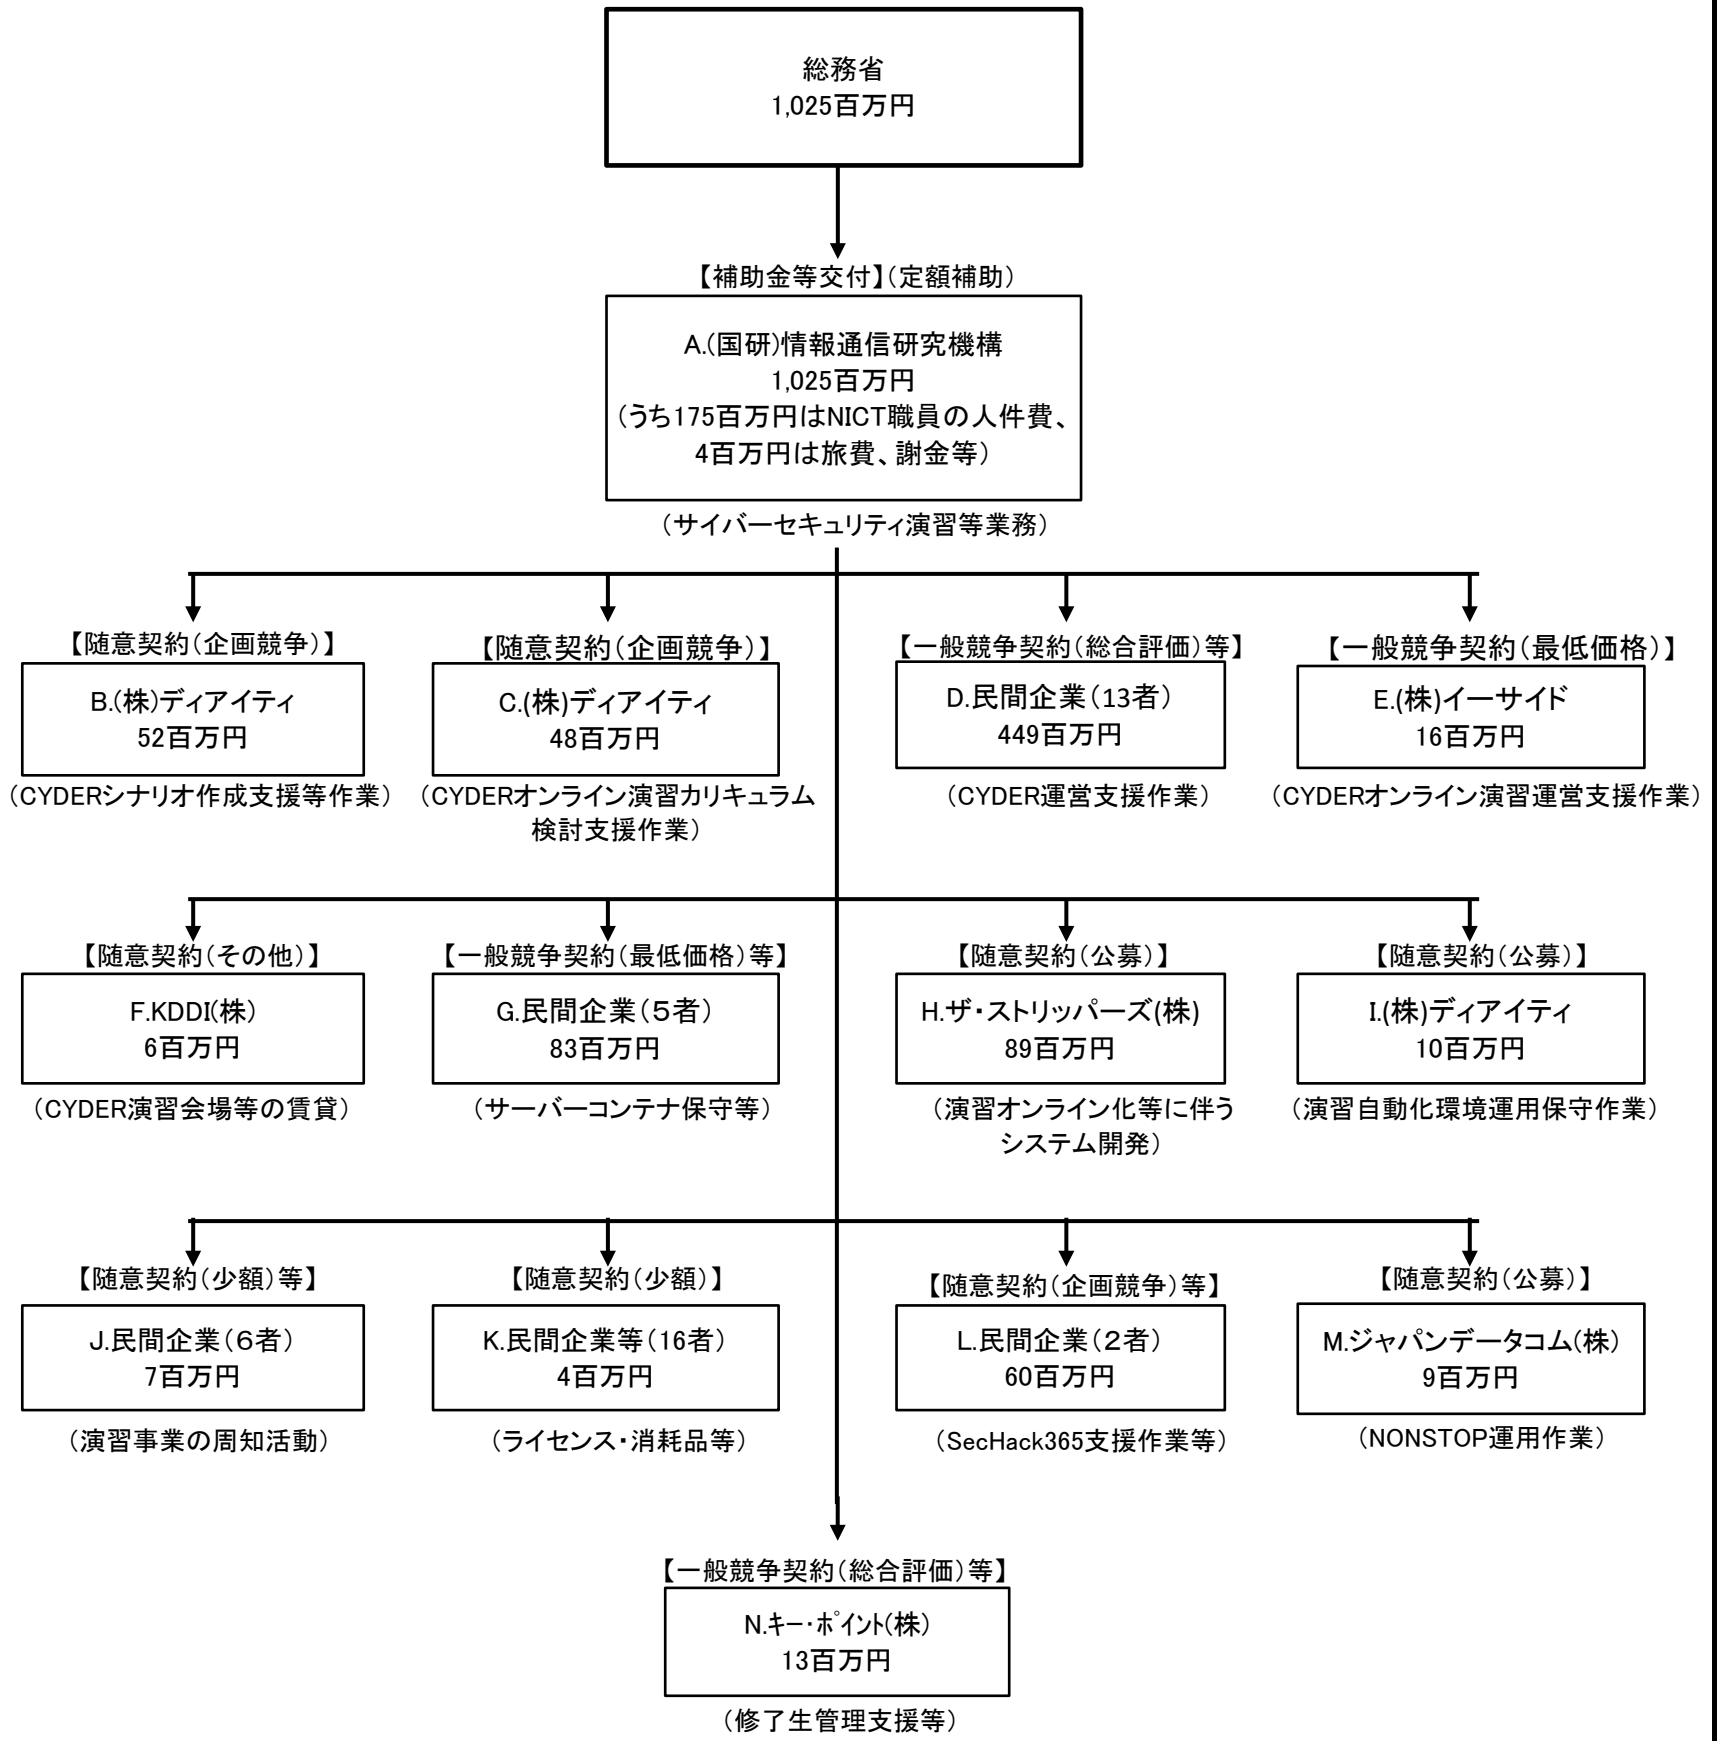 総務省
1,025百万円
【補助金等交付】(定額補助)
A.(国研)情報通信研究機構
1,025百万円
(うち175百万円はNICT職員の人件費、
4百万円は旅費、謝金等)
(サイバーセキュリティ演習等業務)
【随意契約(企画競争)】
B.(株)ディアイティ
52百万円
(CYDERシナリオ作成支援等作業)
【随意契約(企画競争)】
C.(株)ディアイティ
48百万円
(CYDERオンライン演習カリキュラム
検討支援作業)
【一般競争契約(総合評価)等】
D.民間企業(13者)
449百万円
(CYDER運営支援作業)
【一般競争契約(最低価格)】
E.(株)イーサイド
16百万円
(CYDERオンライン演習運営支援作業)
【随意契約(その他)】
F.KDDI(株)
6百万円
(CYDER演習会場等の賃貸)
【一般競争契約(最低価格)等】
G.民間企業(5者)
83百万円
(サーバーコンテナ保守等)
【随意契約(公募)】
H.ザ・ストリッパーズ(株)
89百万円
(演習オンライン化等に伴う
システム開発)
【随意契約(公募)】
I.(株)ディアイティ
10百万円
(演習自動化環境運用保守作業)
【随意契約(少額)等】
J.民間企業(6者)
7百万円
(演習事業の周知活動)
【随意契約(少額)】
K.民間企業等(16者)
4百万円
(ライセンス・消耗品等)
【随意契約(企画競争)等】
L.民間企業(2者)
60百万円
(SecHack365支援作業等)
【随意契約(公募)】
M.ジャパンデータコム(株)
9百万円
(NONSTOP運用作業)
【一般競争契約(総合評価)等】
N.キー・ポイント(株)
13百万円
(修了生管理支援等)